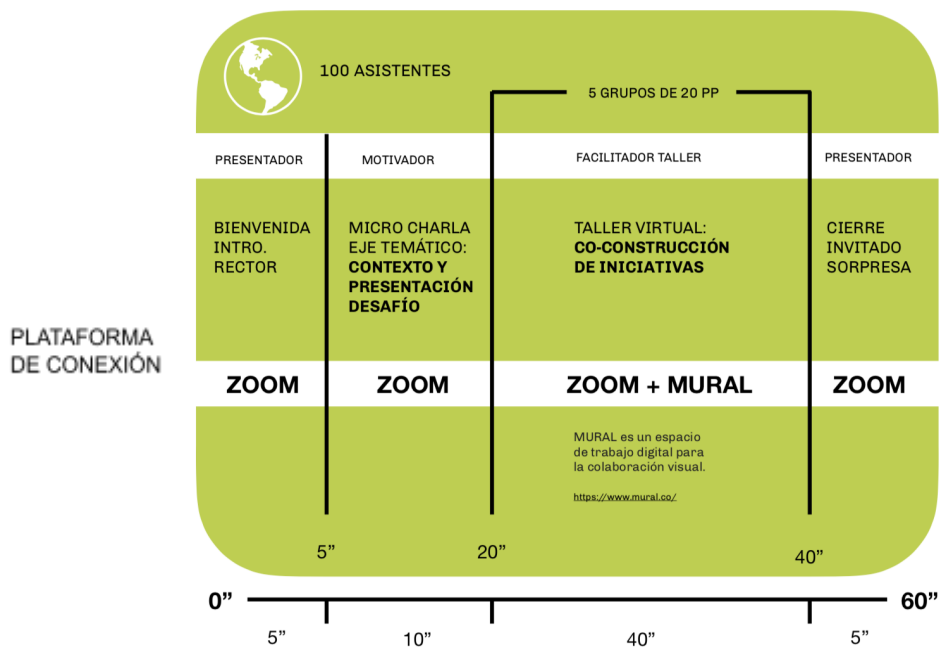 100 ASISTENTES
5 GRUPOS DE 20 PP
PRESENTADOR
MOTIVADOR
FACILITADOR TALLER
PRESENTADOR
BIENVENIDA
INTRO.
RECTOR
MICRO CHARLA
EJE TEMÁTICO:
CONTEXTO Y
PRESENTACIÓN
DESAFÍO
TALLER VIRTUAL:
CO-CONSTRUCCIÓN
DE INICIATIVAS
CIERRE
INVITADO
SORPRESA
PLATAFORMA
DE CONEXIÓN
ZOOM
ZOOM
ZOOM + MURAL
ZOOM
MURAL es un espacio
de trabajo digital para
la colaboración visual.
https://www.mural.co/
5”
20”
40”
0”
60”
5”
10”
40”
5”